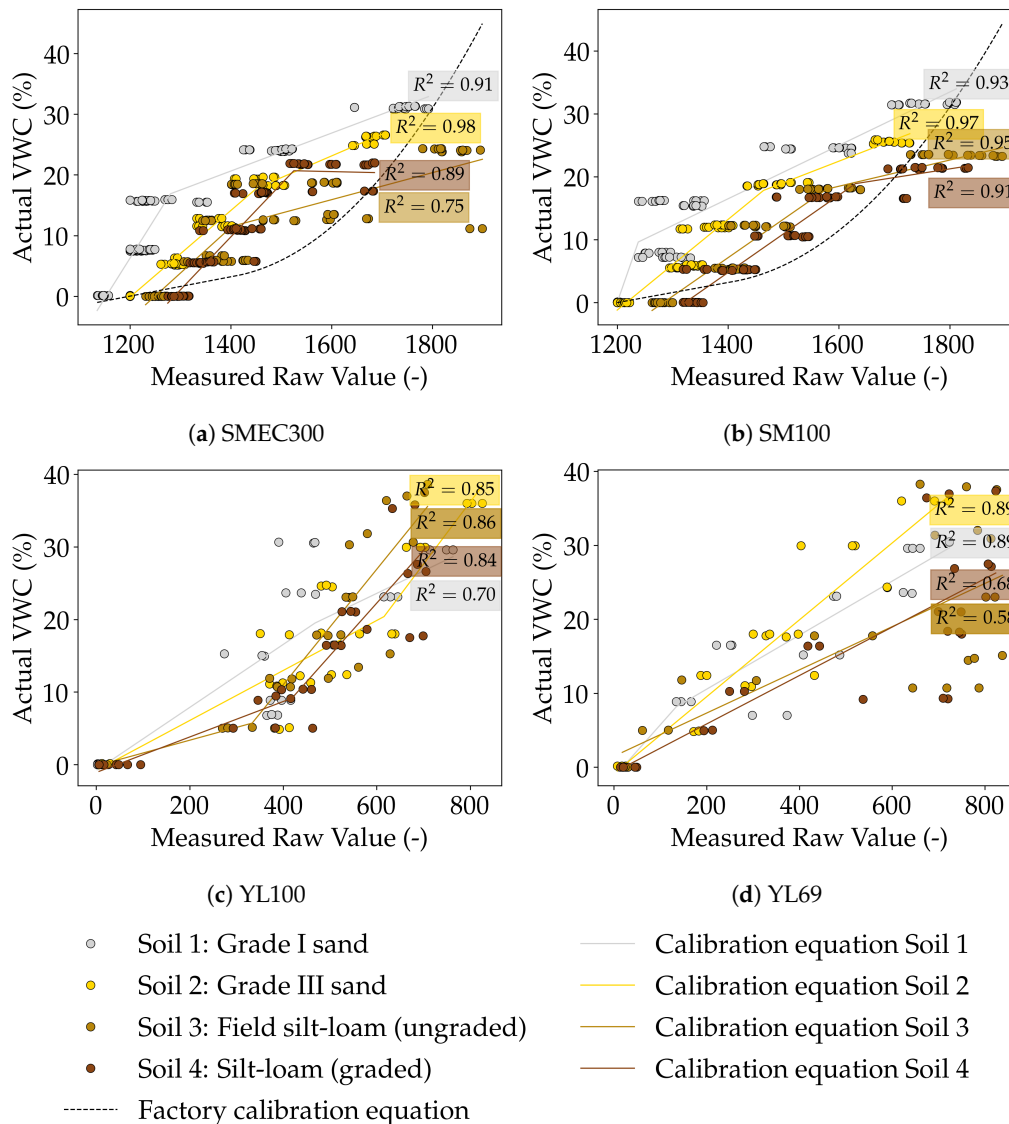 Actual VWC (%)
40
30
20
10
0
R² = 0.91
R² = 0.98
R² = 0.89
R² = 0.75
1200 1400 1600 1800
Measured Raw Value (-)
(a) SMEC300
Actual VWC (%)
40
30
20
10
0
R² = 0.93
R² = 0.97
R² = 0.95
R² = 0.91
1200 1400 1600 1800
Measured Raw Value (-)
(b) SM100
Actual VWC (%)
40
30
20
10
0
R² = 0.85
R² = 0.86
R² = 0.84
R² = 0.70
0 200 400 600 800
Measured Raw Value (-)
(c) YL100
Actual VWC (%)
40
30
20
10
0
R² = 0.89
R² = 0.89
R² = 0.68
R² = 0.58
0 200 400 600 800
Measured Raw Value (-)
(d) YL69
Soil 1: Grade I sand
Soil 2: Grade III sand
Soil 3: Field silt-loam (ungraded)
Soil 4: Silt-loam (graded)
Factory calibration equation
Calibration equation Soil 1
Calibration equation Soil 2
Calibration equation Soil 3
Calibration equation Soil 4